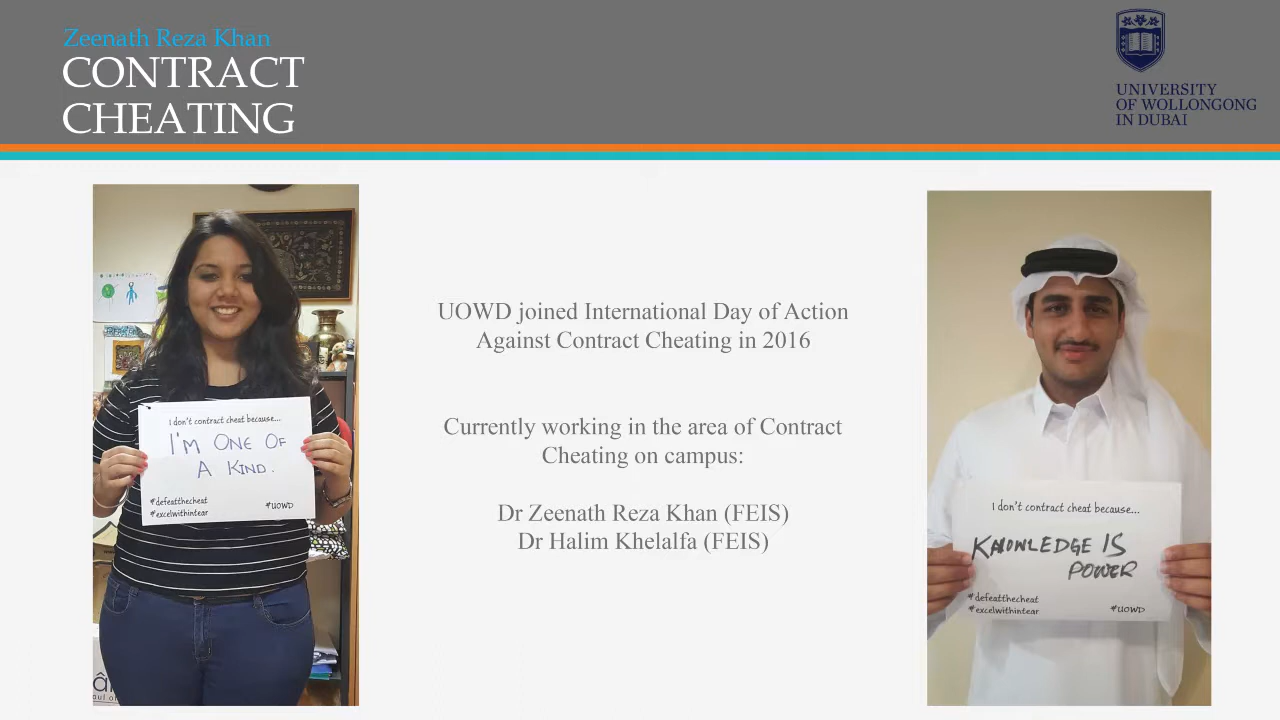 Zeenath Reza Khan
CONTRACT
CHEATING
UNIVERSITY
OF WOLLONGONG
IN DUBAI
I don't contract cheat because...
I'M ONE OF
A KIND.
#defeatthecheat
#excelwithintear
#UOWD
UOWD joined International Day of Action
Against Contract Cheating in 2016
Currently working in the area of Contract
Cheating on campus:
Dr Zeenath Reza Khan (FEIS)
Dr Halim Khelalfa (FEIS)
I don't contract cheat because...
KNOWLEDGE IS
POWER
#defeatthecheat
#excelwithintear
#UOWD